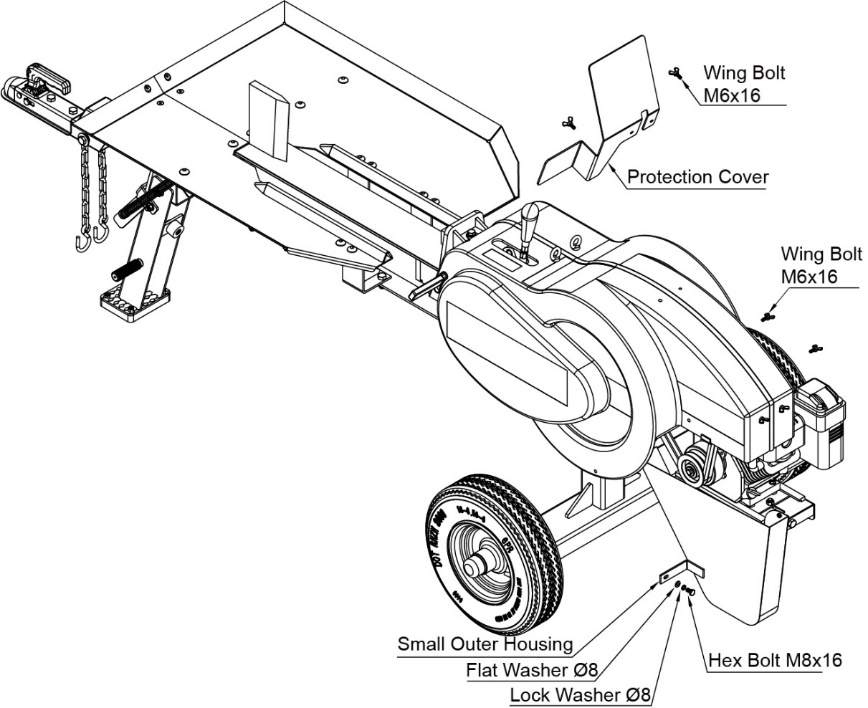 Wing Bolt
M6x16
Protection Cover
Wing Bolt
M6x16
Small Outer Housing
Flat Washer Ø8
Lock Washer Ø8
Hex Bolt M8x16